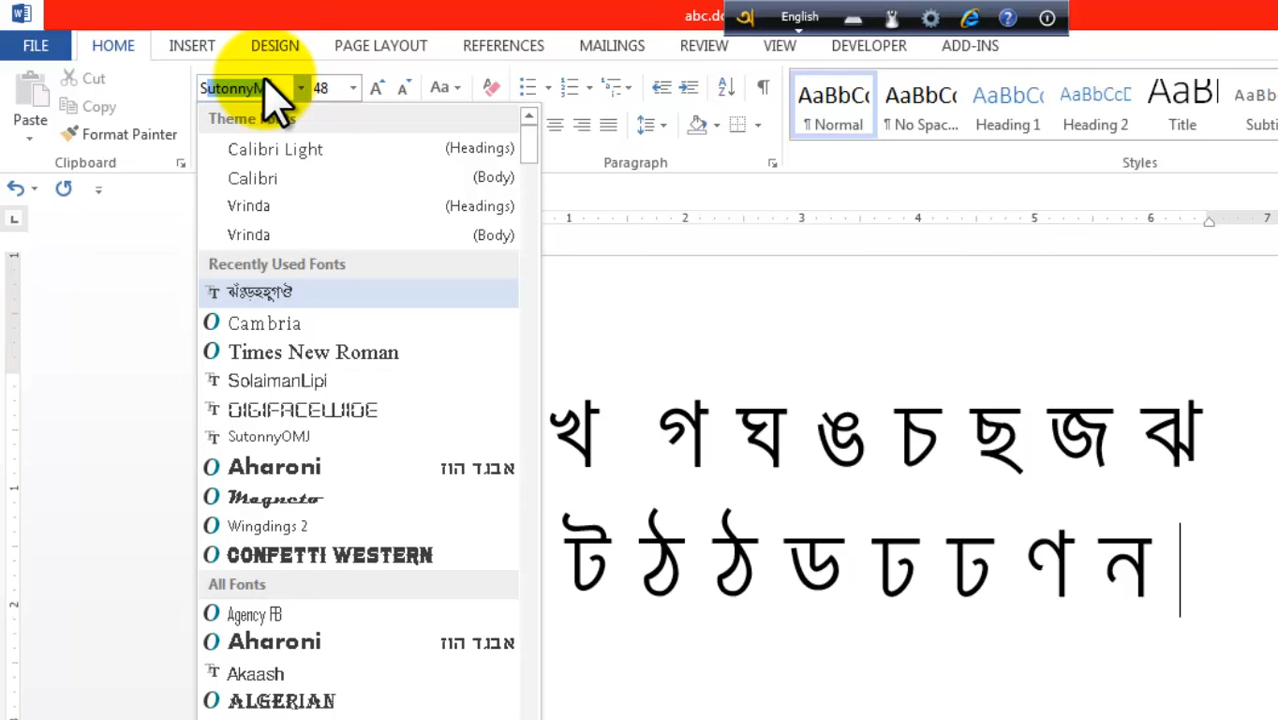 abc.do
অ English
FILE HOME INSERT DESIGN PAGE LAYOUT REFERENCES MAILINGS REVIEW VIEW DEVELOPER ADD-INS
Cut
Copy
Paste
Format Painter
Clipboard
SutonnyM 48
Aa
Paragraph
AaBbCc AaBbCc AaBbCc AaBbCcD AaBb AaBbCc
¶ Normal ¶ No Spac... Heading 1 Heading 2 Title Subti
Styles
1 2 3 4 5 6 7
Theme Fonts
Calibri Light (Headings)
Calibri (Body)
Vrinda (Headings)
Vrinda (Body)
Recently Used Fonts
Cambria
Times New Roman
SolaimanLipi
DIGIFACEWIDE
SutonnyOMJ
Aharoni אבגד הוז
Magneto
Wingdings 2
CONFETTI WESTERN
All Fonts
Agency FB
Aharoni אבגד הוז
Akaash
ALGERIAN
খ গ ঘ ঙ চ ছ জ ঝ
ট ঠ ঠ ড ঢ ঢ ণ ন